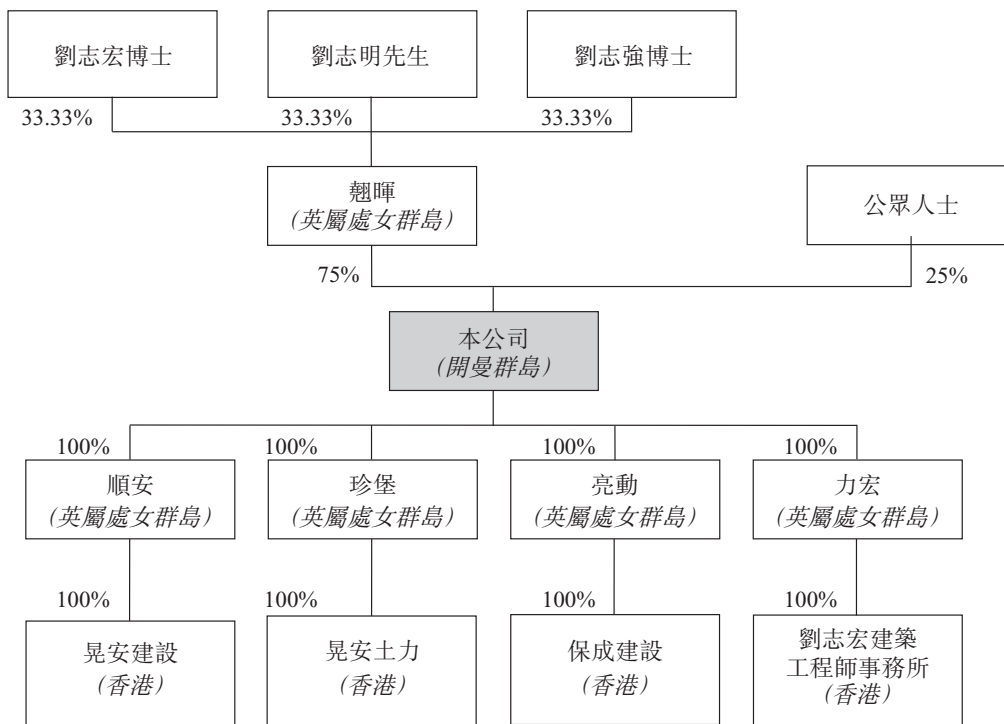 劉志宏博士
劉志明先生
劉志強博士
33.33%
33.33%
33.33%
翹暉
（英屬處女群島）
公眾人士
75%
25%
本公司
（開曼群島）
100%
100%
100%
100%
順安
（英屬處女群島）
珍堡
（英屬處女群島）
亮動
（英屬處女群島）
力宏
（英屬處女群島）
100%
100%
100%
100%
晃安建設
（香港）
晃安土力
（香港）
保成建設
（香港）
劉志宏建築
工程師事務所
（香港）